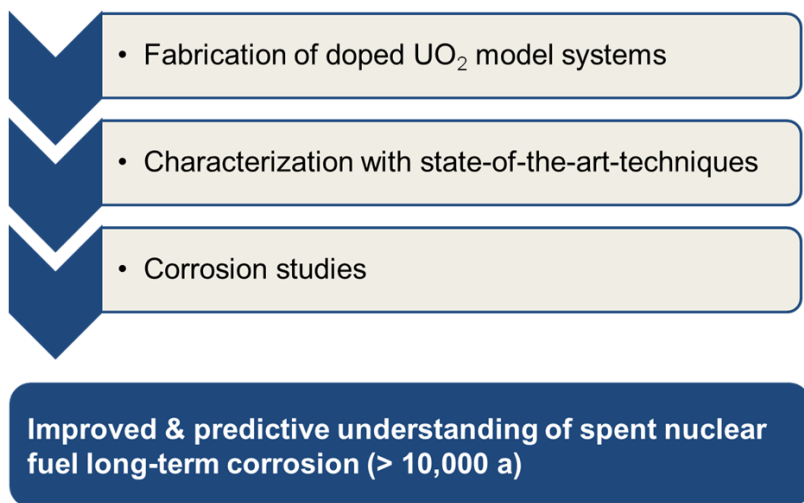 • Fabrication of doped UO₂ model systems
• Characterization with state-of-the-art-techniques
• Corrosion studies
Improved & predictive understanding of spent nuclear
fuel long-term corrosion (> 10,000 a)